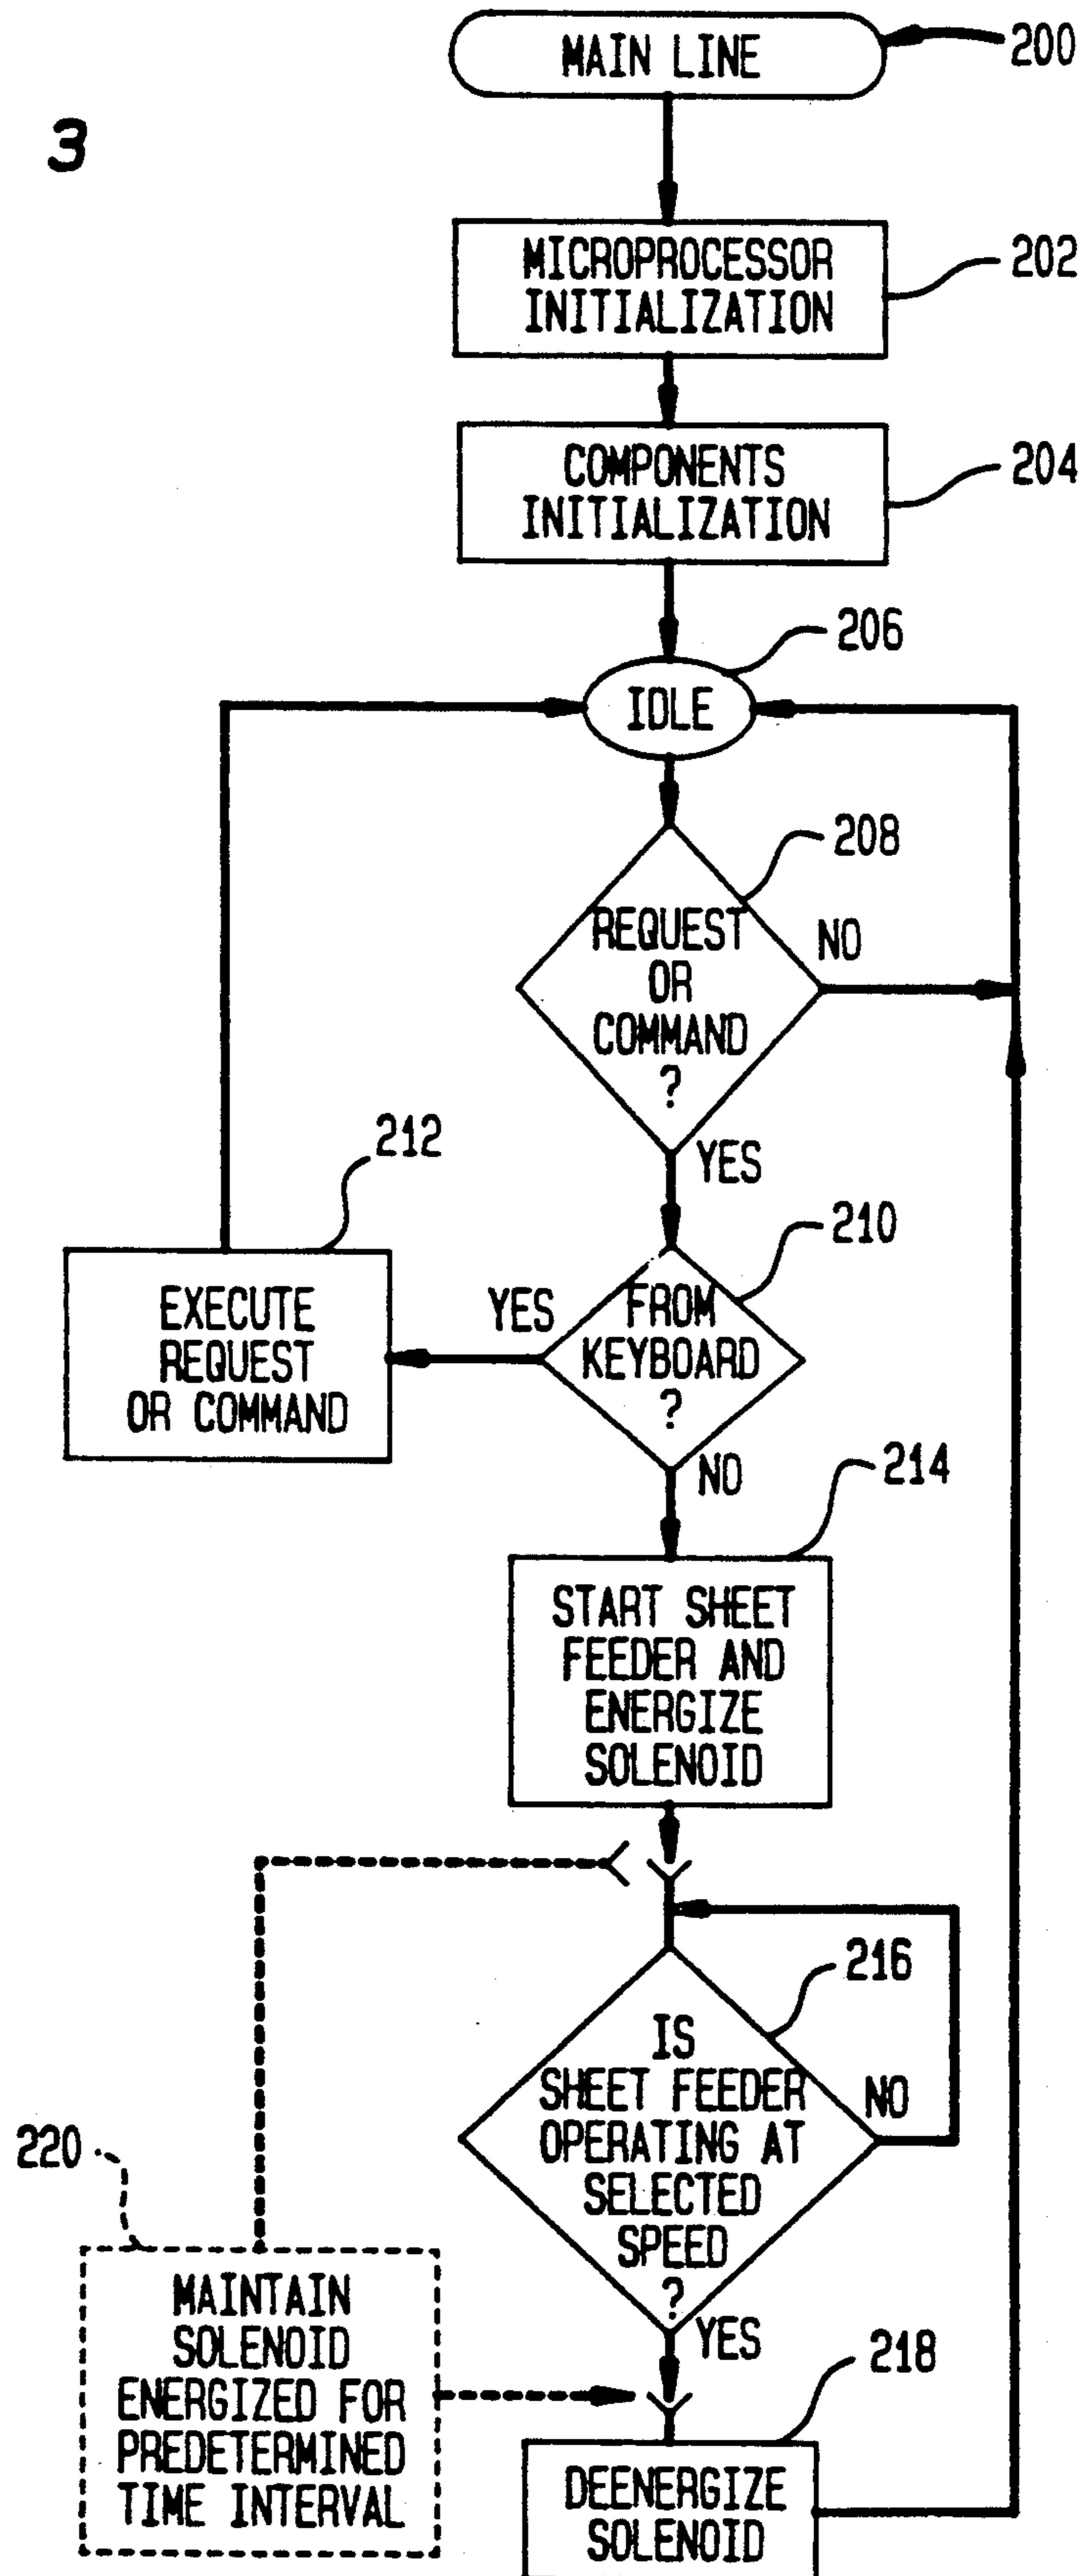 MAIN LINE
200
3
MICROPROCESSOR
INITIALIZATION
202
COMPONENTS
INITIALIZATION
204
206
IDLE
208
REQUEST
OR
COMMAND
?
NO
YES
212
210
EXECUTE
REQUEST
OR COMMAND
YES
FROM
KEYBOARD
?
NO
214
START SHEET
FEEDER AND
ENERGIZE
SOLENOID
216
IS
SHEET FEEDER
OPERATING AT
SELECTED
SPEED
?
NO
YES
220
MAINTAIN
SOLENOID
ENERGIZED FOR
PREDETERMINED
TIME INTERVAL
218
DEENERGIZE
SOLENOID